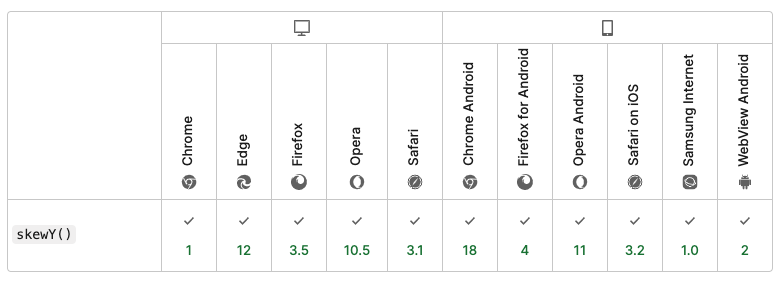 Chrome
Edge
Firefox
Opera
Safari
Chrome Android
Firefox for Android
Opera Android
Safari on iOS
Samsung Internet
WebView Android
skewY()
1
12
3.5
10.5
3.1
18
4
11
3.2
1.0
2